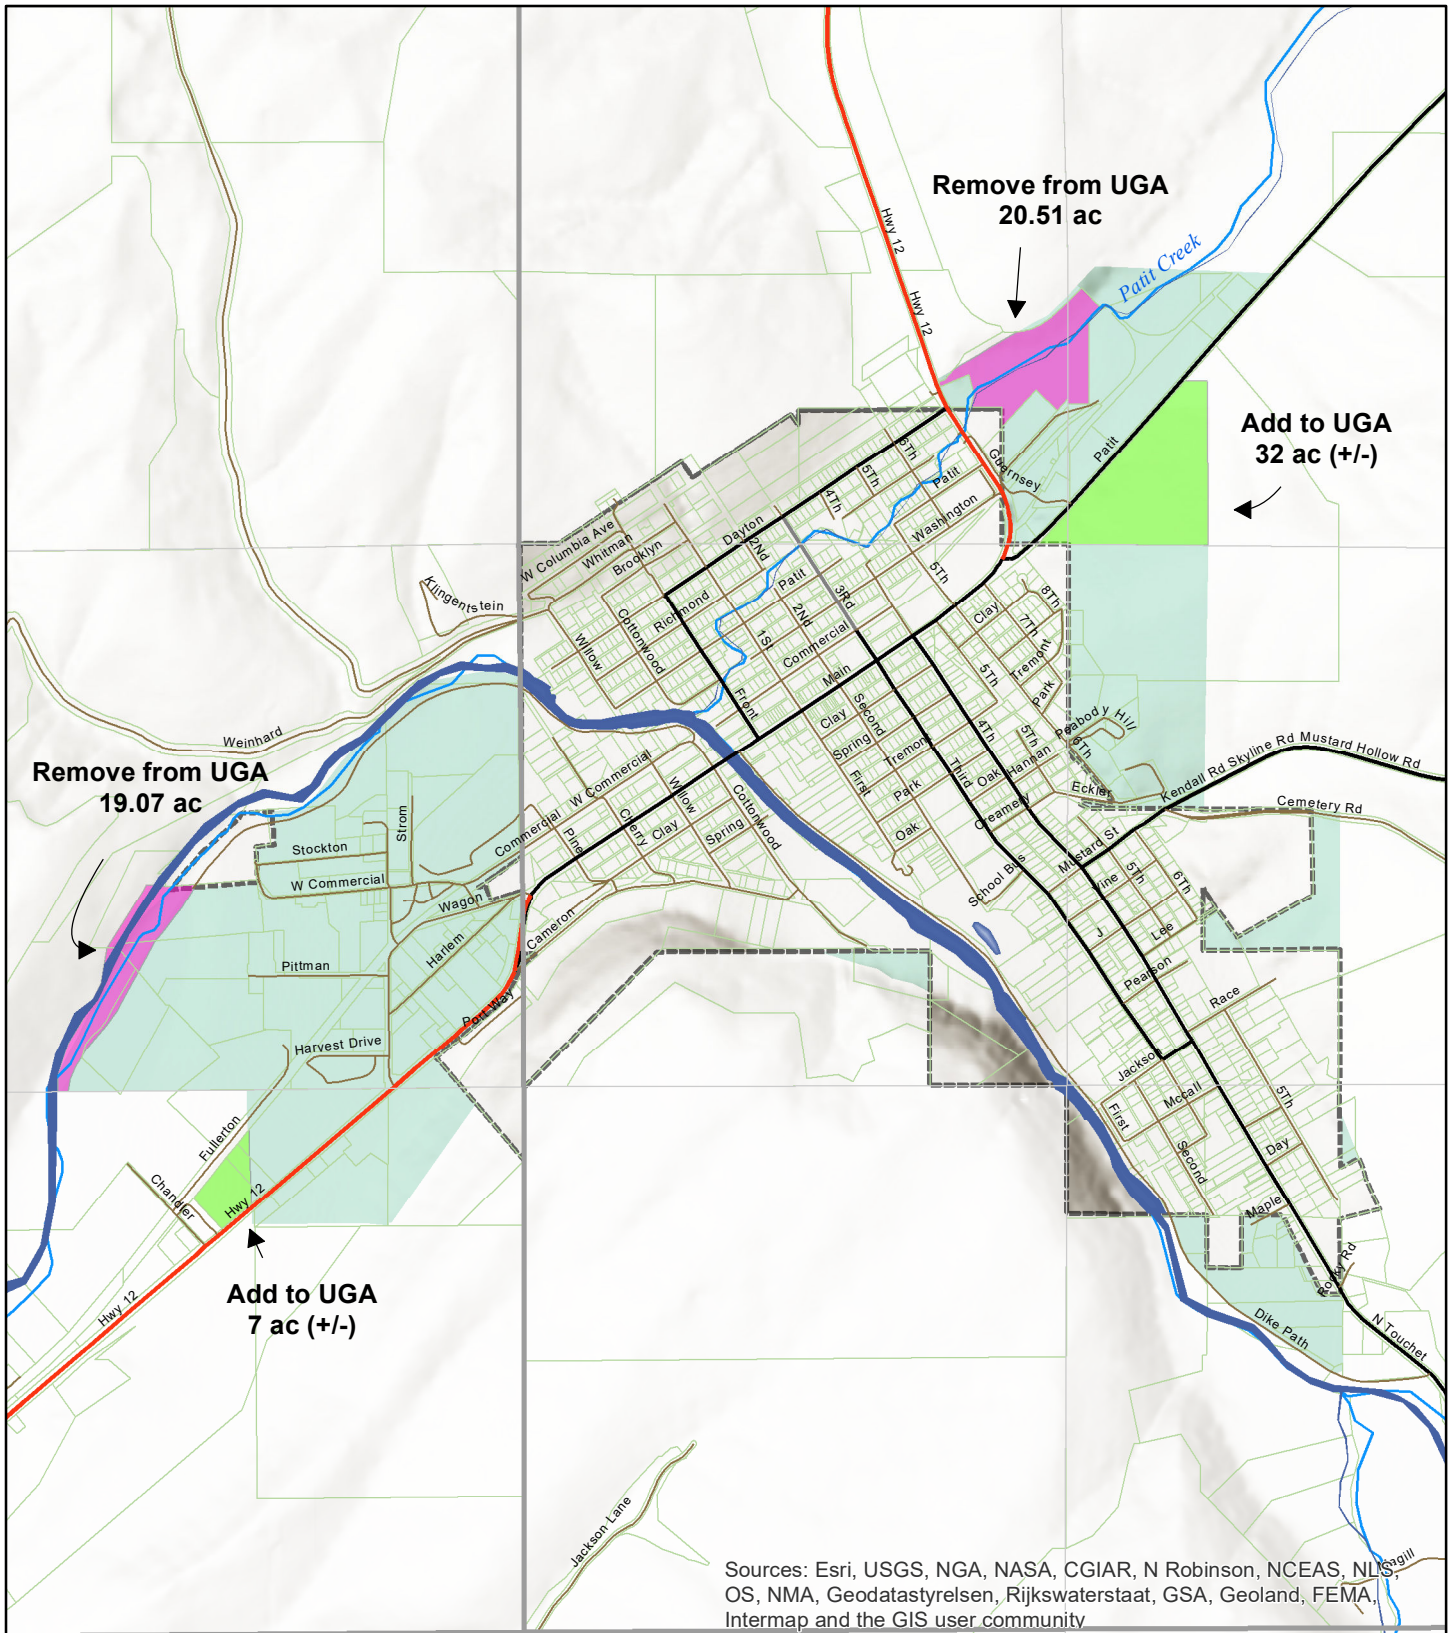 Remove from UGA
20.51 ac
Hwy 12
Hwy 12
Patit Creek
Add to UGA
32 ac (+/-)
Patit
Guernsey
6Th
5Th
4Th
Patit
Washington
Dayton
2Nd
W Columbia Ave
Whitman
Brooklyn
Klingentstein
Richmond
Cottonwood
Willow
Patit
3Rd
2Nd
1St
Commercial
Main
5Th
Clay
8Th
7Th
Tremont
5Th
Park
Front
Clay
Second
Spring
Tremont
First
Park
Third
4Th
Oak
Hannan
5Th
Peabody Hill
6Th
Creamery
Eckler
Oak
Kendall Rd Skyline Rd Mustard Hollow Rd
Cemetery Rd
Weinhard
Remove from UGA
19.07 ac
W Commercial
Willow
Cottonwood
Commercial
Pine
Cherry
Clay
Spring
Strom
Stockton
W Commercial
Wagon
Cameron
Harlem
Pittman
Port Way
Harvest Drive
School Bus
Mustard St
Vine
5Th
6Th
J
Lee
Pearson
Race
Jackson
Mccall
First
Second
5Th
Day
Maple
Rocky Rd
Dike Path
N Touchet
Fullerton
Chandler
Hwy 12
Hwy 12
Add to UGA
7 ac (+/-)
Jackson Lane
Sources: Esri, USGS, NGA, NASA, CGIAR, N Robinson, NCEAS, NLS,
OS, NMA, Geodatastyrelsen, Rijkswaterstaat, GSA, Geoland, FEMA,
Intermap and the GIS user community